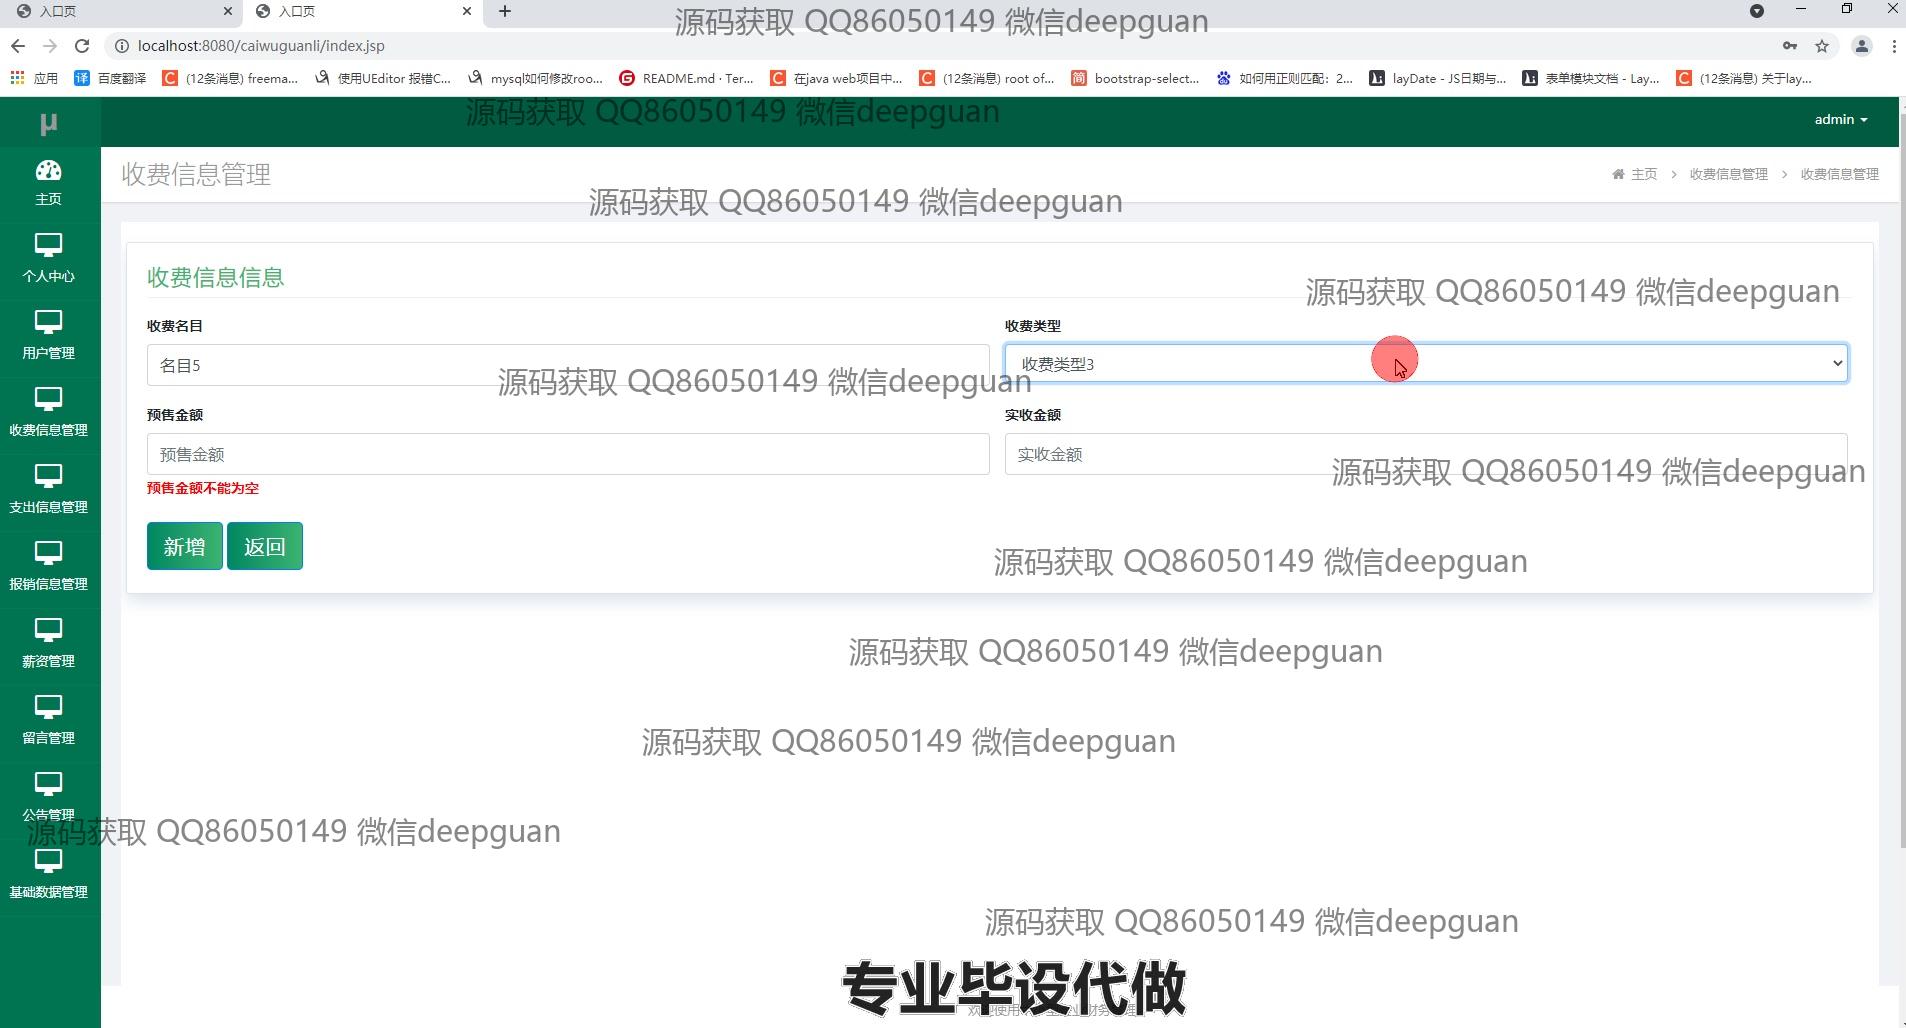 入口页
入口页
源码获取 QQ86050149 微信deepguan
localhost:8080/caiwuguanli/index.jsp
应用
译 百度翻译
(12条消息) freema...
使用UEditor 报错C...
mysql如何修改roo...
README.md · Ter...
在java web项目中...
(12条消息) root of...
简 bootstrap-select...
如何用正则匹配：2...
layDate - JS日期与...
表单模块文档 - Lay...
(12条消息) 关于lay...
μ
源码获取 QQ86050149 微信deepguan
admin
主页
个人中心
用户管理
收费信息管理
支出信息管理
报销信息管理
薪资管理
留言管理
公告管理
基础数据管理
收费信息管理
主页 > 收费信息管理 > 收费信息管理
源码获取 QQ86050149 微信deepguan
收费信息信息
源码获取 QQ86050149 微信deepguan
收费名目
收费类型
名目5
收费类型3
源码获取 QQ86050149 微信deepguan
预售金额
实收金额
预售金额
实收金额
源码获取 QQ86050149 微信deepguan
预售金额不能为空
新增 返回
源码获取 QQ86050149 微信deepguan
源码获取 QQ86050149 微信deepguan
源码获取 QQ86050149 微信deepguan
源码获取 QQ86050149 微信deepguan
源码获取 QQ86050149 微信deepguan
专业毕设代做